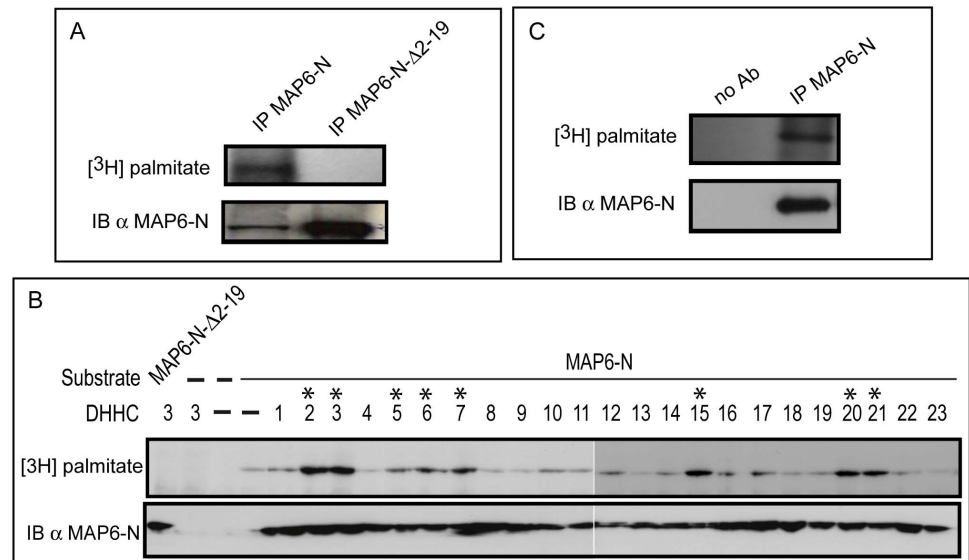 A
IP MAP6-N
IP MAP6-N-Δ2-19
[3H] palmitate
IB α MAP6-N
C
no Ab
IP MAP6-N
[3H] palmitate
IB α MAP6-N
B
Substrate MAP6-N-Δ2-19 – – MAP6-N
* * * * * * * *
DHHC 3 3 – – 1 2 3 4 5 6 7 8 9 10 11 12 13 14 15 16 17 18 19 20 21 22 23
[3H] palmitate
IB α MAP6-N